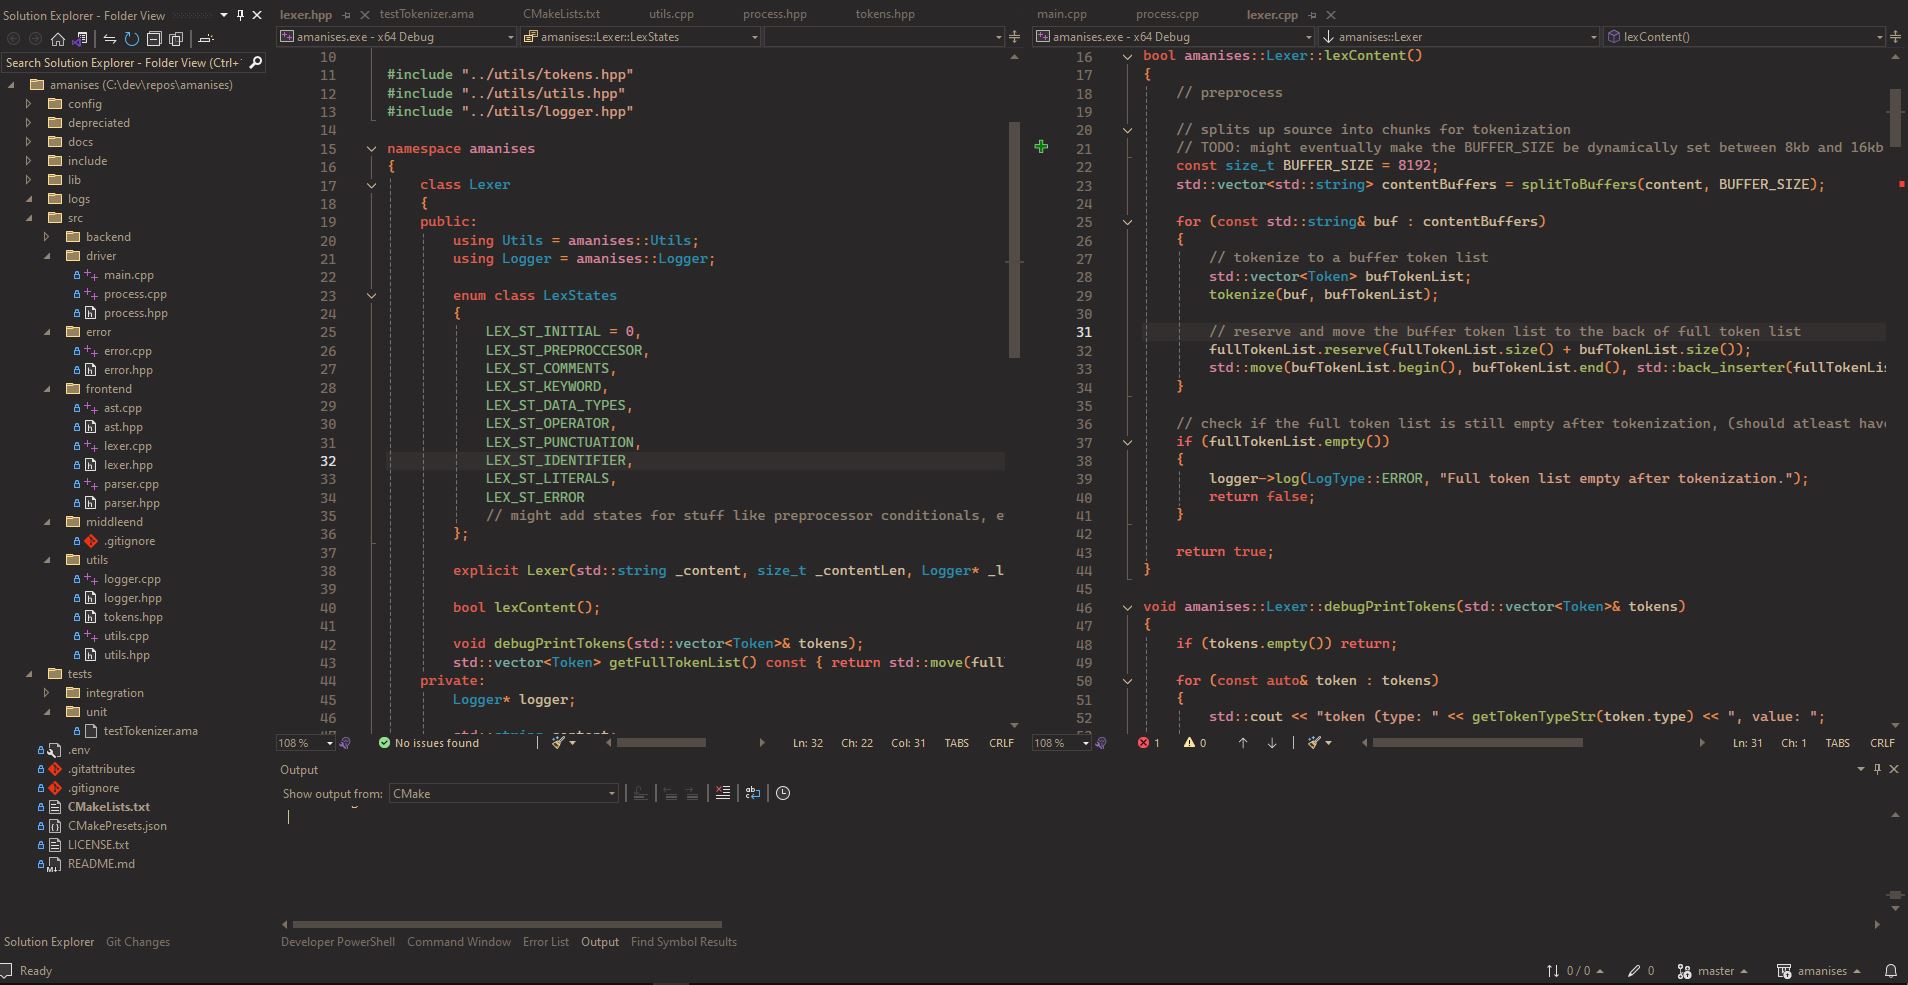 Solution Explorer - Folder View
Search Solution Explorer - Folder View (Ctrl+
amanises (C:\dev\repos\amanises)
config
depreciated
docs
include
lib
logs
src
backend
driver
main.cpp
process.cpp
process.hpp
error
error.cpp
error.hpp
frontend
ast.cpp
ast.hpp
lexer.cpp
lexer.hpp
parser.cpp
parser.hpp
middleend
.gitignore
utils
logger.cpp
logger.hpp
tokens.hpp
utils.cpp
utils.hpp
tests
integration
unit
testTokenizer.ama
.env
.gitattributes
.gitignore
CMakeLists.txt
CMakePresets.json
LICENSE.txt
README.md
Solution Explorer Git Changes
lexer.hpp testTokenizer.ama CMakeLists.txt utils.cpp process.hpp tokens.hpp
amanises.exe - x64 Debug amanises::Lexer::LexStates
10
11 #include "../utils/tokens.hpp"
12 #include "../utils/utils.hpp"
13 #include "../utils/logger.hpp"
14
15 namespace amanises
16 {
17 class Lexer
18 {
19 public:
20 using Utils = amanises::Utils;
21 using Logger = amanises::Logger;
22
23 enum class LexStates
24 {
25 LEX_ST_INITIAL = 0,
26 LEX_ST_PREPROCCESOR,
27 LEX_ST_COMMENTS,
28 LEX_ST_KEYWORD,
29 LEX_ST_DATA_TYPES,
30 LEX_ST_OPERATOR,
31 LEX_ST_PUNCTUATION,
32 LEX_ST_IDENTIFIER,
33 LEX_ST_LITERALS,
34 LEX_ST_ERROR
35 // might add states for stuff like preprocessor conditionals, e
36 };
37
38 explicit Lexer(std::string _content, size_t _contentLen, Logger* _l
39
40 bool lexContent();
41
42 void debugPrintTokens(std::vector<Token>& tokens);
43 std::vector<Token> getFullTokenList() const { return std::move(full
44 private:
45 Logger* logger;
46
108 % No issues found Ln: 32 Ch: 22 Col: 31 TABS CRLF
main.cpp process.cpp lexer.cpp
amanises.exe - x64 Debug amanises::Lexer lexContent()
16 bool amanises::Lexer::lexContent()
17 {
18 // preprocess
19
20 // splits up source into chunks for tokenization
21 // TODO: might eventually make the BUFFER_SIZE be dynamically set between 8kb and 16kb
22 const size_t BUFFER_SIZE = 8192;
23 std::vector<std::string> contentBuffers = splitToBuffers(content, BUFFER_SIZE);
24
25 for (const std::string& buf : contentBuffers)
26 {
27 // tokenize to a buffer token list
28 std::vector<Token> bufTokenList;
29 tokenize(buf, bufTokenList);
30
31 // reserve and move the buffer token list to the back of full token list
32 fullTokenList.reserve(fullTokenList.size() + bufTokenList.size());
33 std::move(bufTokenList.begin(), bufTokenList.end(), std::back_inserter(fullTokenLis
34 }
35
36 // check if the full token list is still empty after tokenization, (should atleast hav
37 if (fullTokenList.empty())
38 {
39 logger->log(LogType::ERROR, "Full token list empty after tokenization.");
40 return false;
41 }
42
43 return true;
44 }
45
46 void amanises::Lexer::debugPrintTokens(std::vector<Token>& tokens)
47 {
48 if (tokens.empty()) return;
49
50 for (const auto& token : tokens)
51 {
52 std::cout << "token (type: " << getTokenTypeStr(token.type) << ", value: ";
108 % 1 0 Ln: 31 Ch: 1 TABS CRLF
Output
Show output from: CMake
Developer PowerShell Command Window Error List Output Find Symbol Results
Ready 0 / 0 0 master amanises